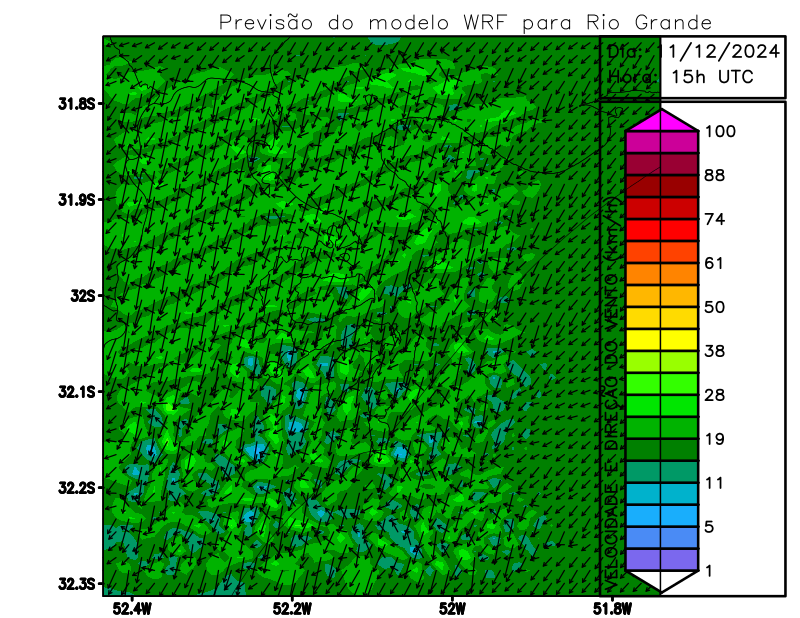 Previsão do modelo WRF para Rio Grande
Dia: 11/12/2024
Hora: 15h UTC
31.8S
31.9S
32S
32.1S
32.2S
32.3S
52.4W
52.2W
52W
51.8W
VELOCIDADE E DIREÇÃO DO VENTO (km/h)
100
88
74
61
50
38
28
19
11
5
1